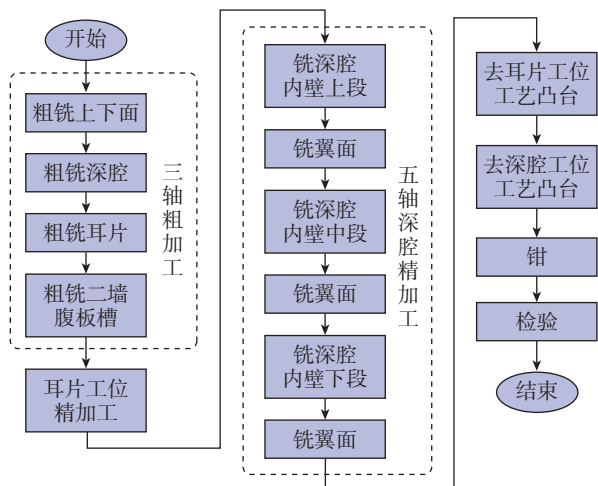 开始
粗铣上下面
粗铣深腔
粗铣耳片
粗铣二墙
腹板槽
三轴粗加工
耳片工位
精加工
铣深腔
内壁上段
铣翼面
铣深腔
内壁中段
铣翼面
铣深腔
内壁下段
铣翼面
五轴深腔精加工
去耳片工位
工艺凸台
去深腔工位
工艺凸台
钳
检验
结束